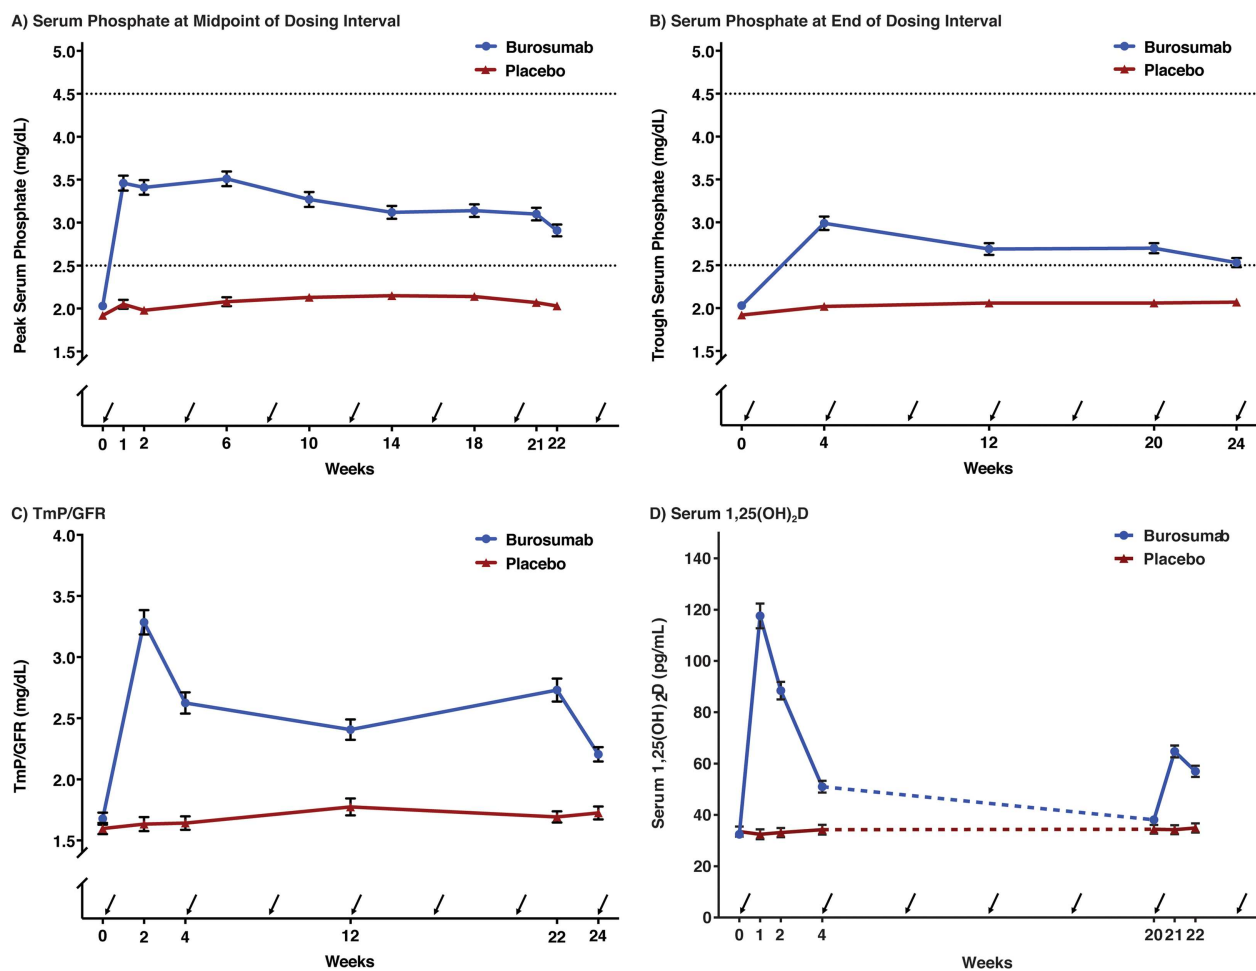 A) Serum Phosphate at Midpoint of Dosing Interval
Burosumab
Placebo
Peak Serum Phosphate (mg/dL)
5.0
4.5
4.0
3.5
3.0
2.5
2.0
1.5
0 1 2 6 10 14 18 21 22
Weeks
B) Serum Phosphate at End of Dosing Interval
Burosumab
Placebo
Trough Serum Phosphate (mg/dL)
5.0
4.5
4.0
3.5
3.0
2.5
2.0
1.5
0 4 12 20 24
Weeks
C) TmP/GFR
Burosumab
Placebo
TmP/GFR (mg/dL)
4.0
3.5
3.0
2.5
2.0
1.5
0 2 4 12 22 24
Weeks
D) Serum 1,25(OH)₂D
Burosumab
Placebo
Serum 1,25(OH)2D (pg/mL)
140
120
100
80
60
40
20
0
0 1 2 4 20 21 22
Weeks